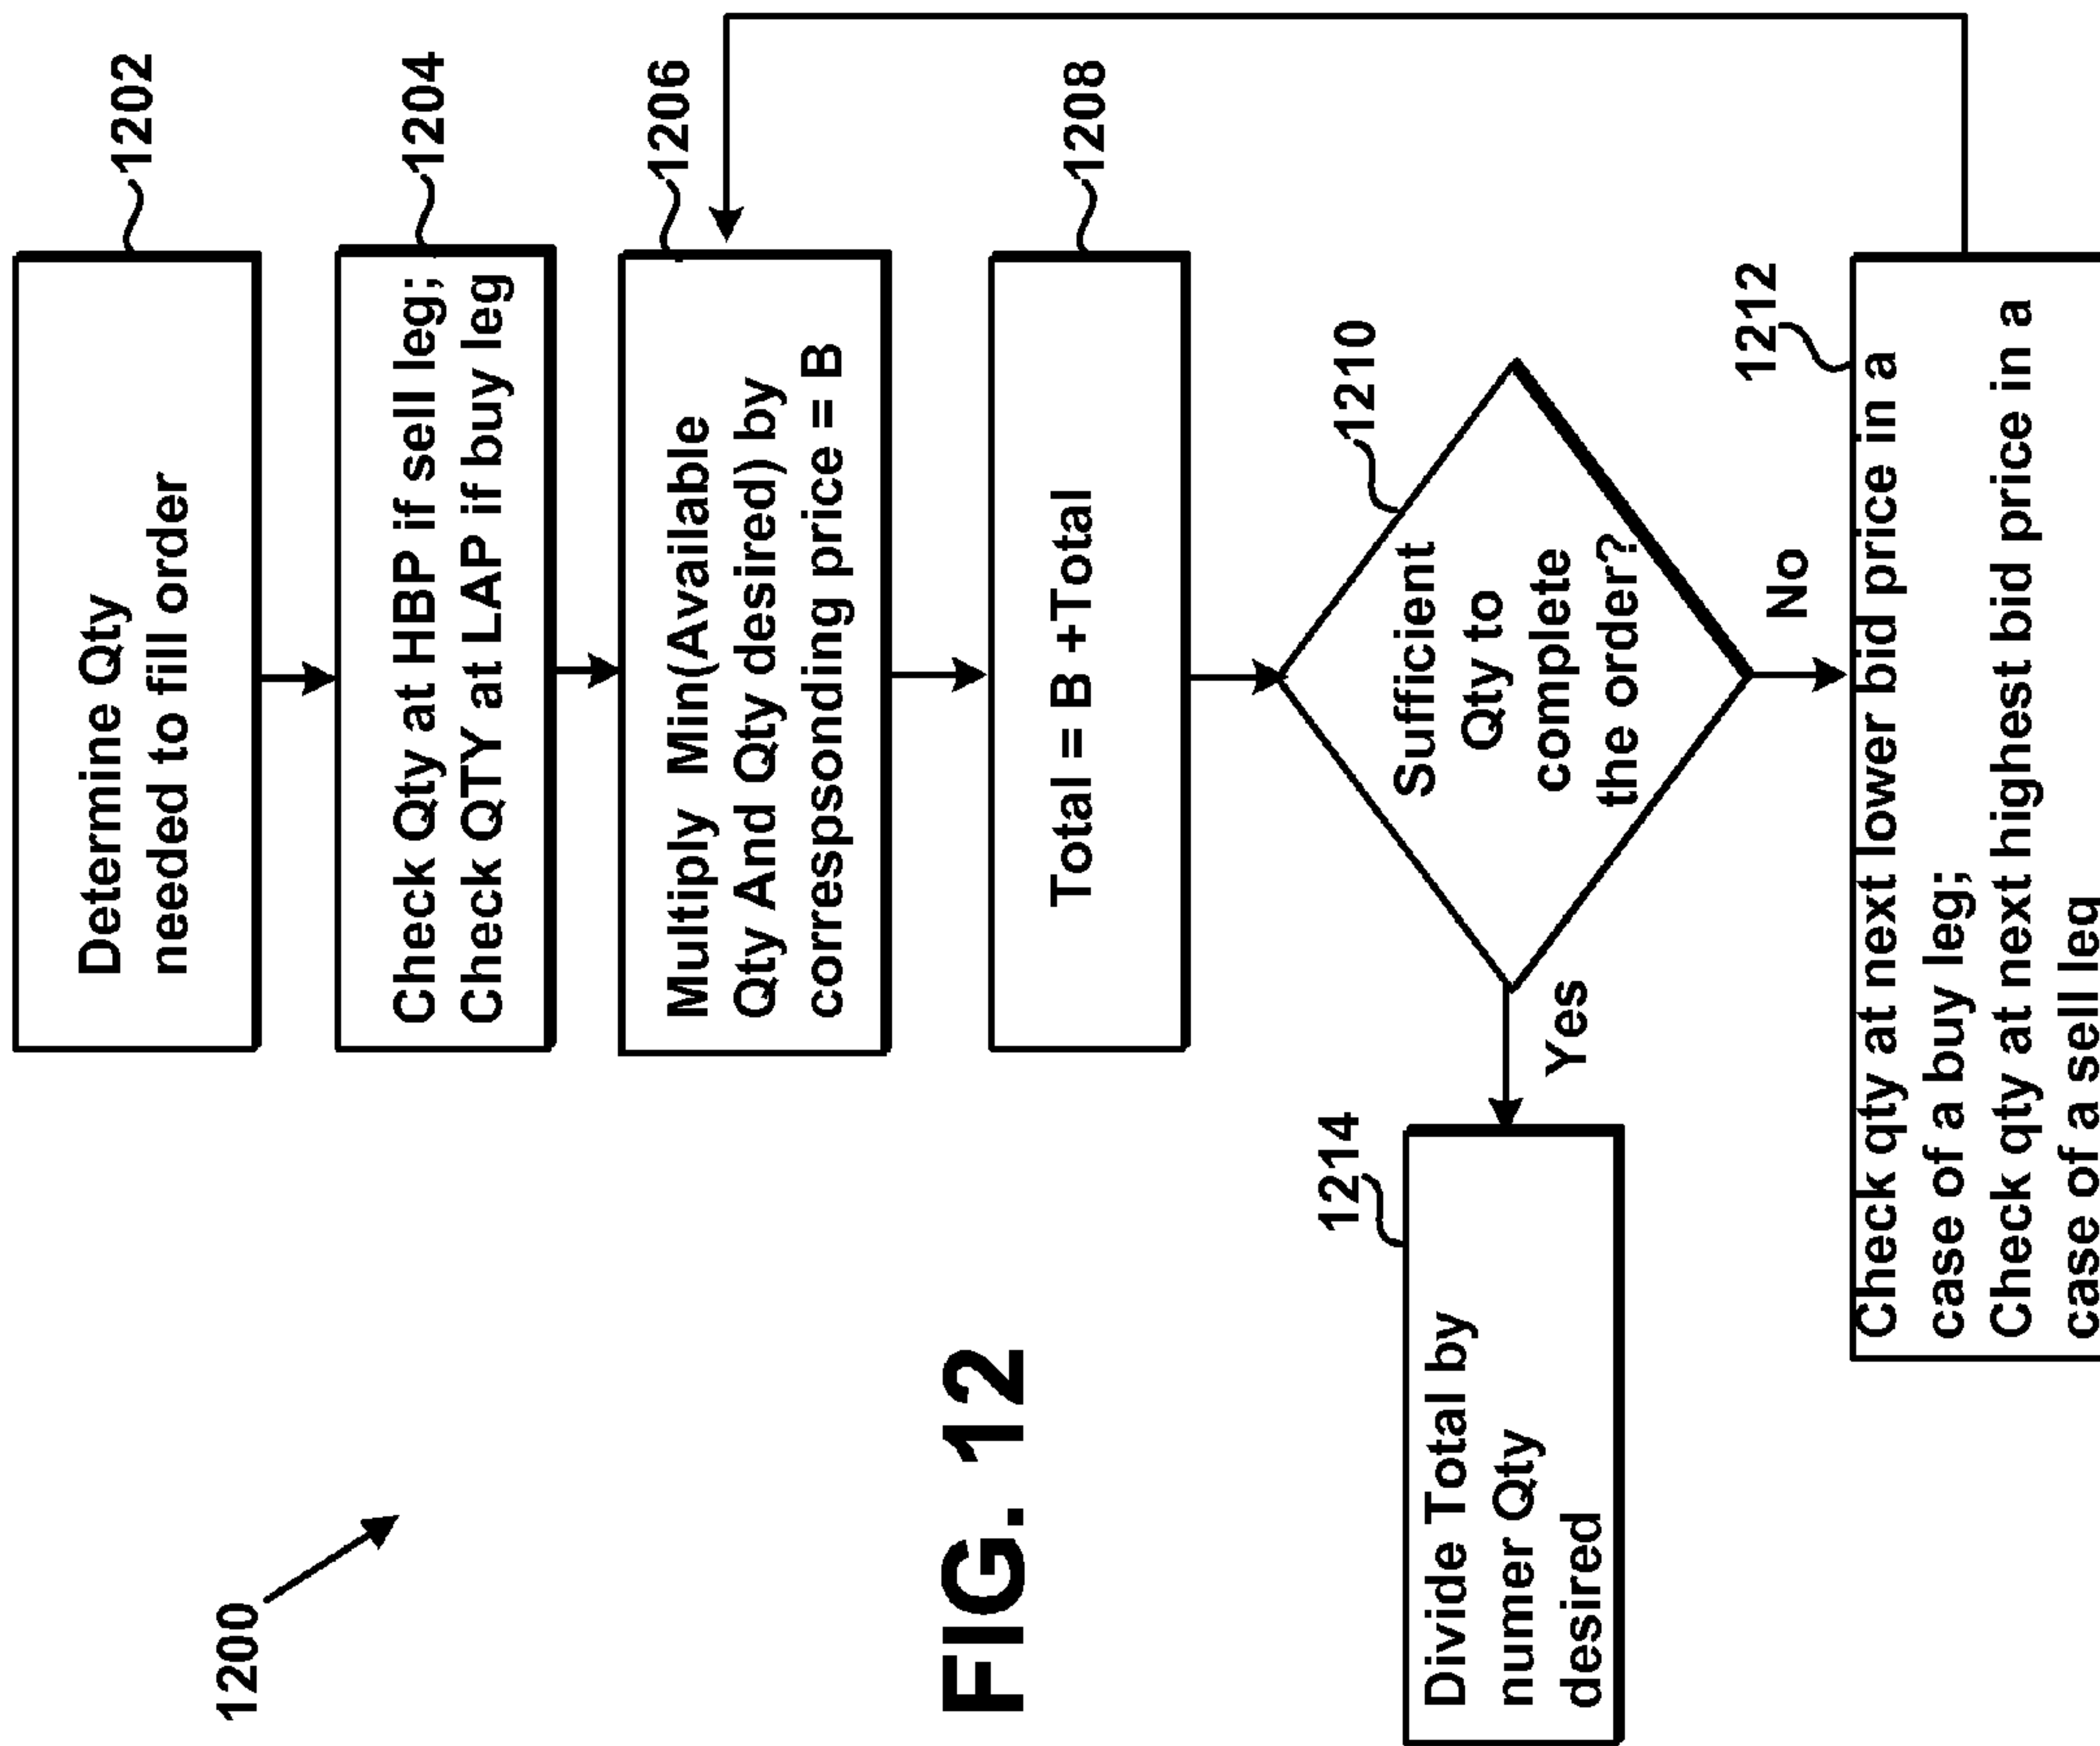 1202
Determine Qty
needed to fill order
1204
Check Qty at HBP if sell leg;
Check QTY at LAP if buy leg
1206
Multiply Min(Available
Qty And Qty desired) by
correspsonding price = B
1208
Total = B +Total
1210
Sufficient
Qty to
complete
the order?
Yes
No
1214
Divide Total by
numer Qty
desired
1212
Check qty at next lower bid price in a
case of a buy leg;
Check qty at next highest bid price in a
case of a sell leg
1200
FIG. 12